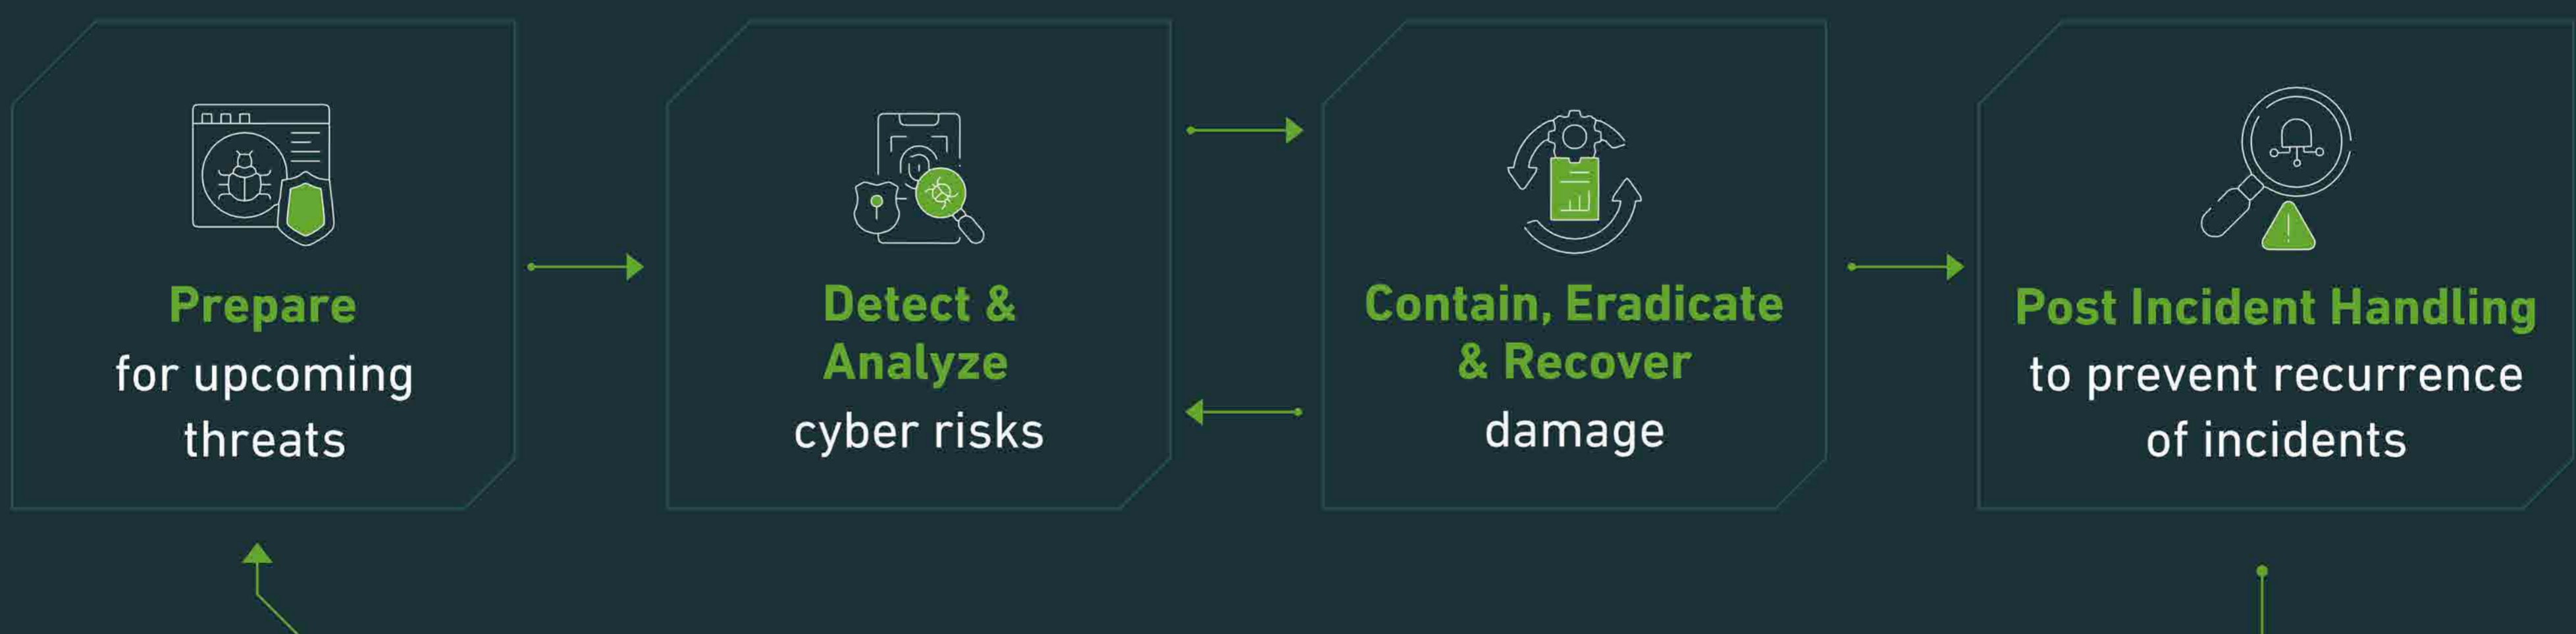 Prepare
for upcoming
threats
Detect &
Analyze
cyber risks
Contain, Eradicate
& Recover
damage
Post Incident Handling
to prevent recurrence
of incidents